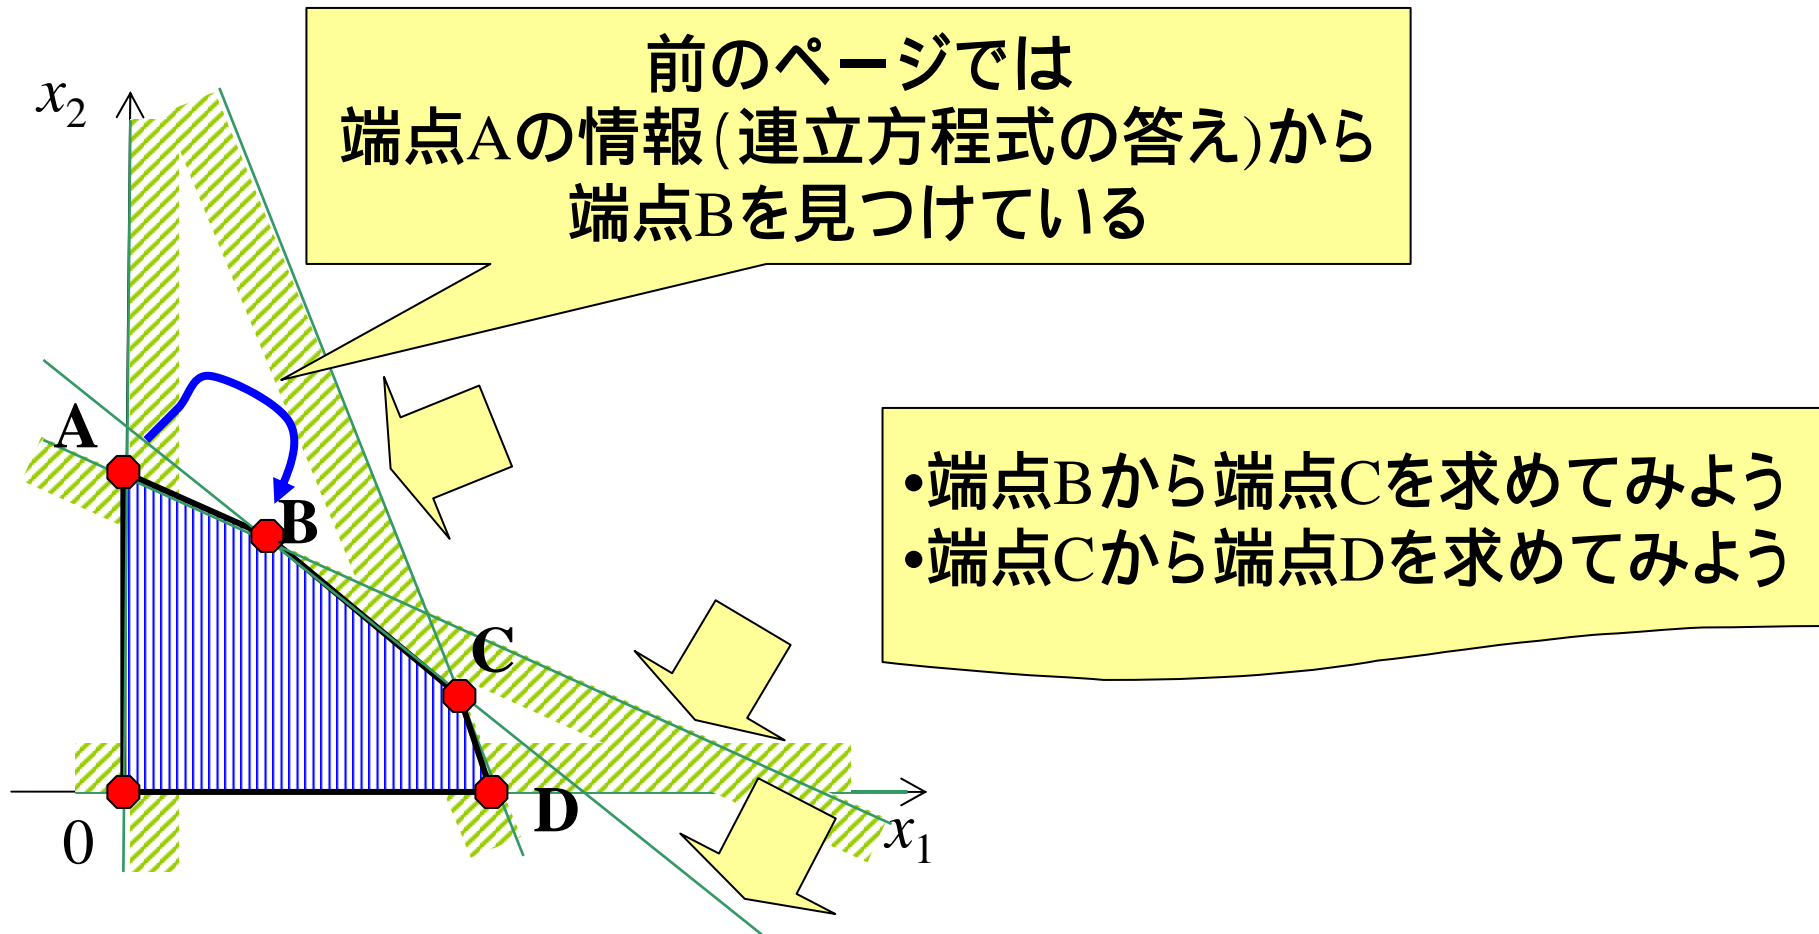 前のページでは
端点Aの情報(連立方程式の答え)から
端点Bを見つけている
x2
A
B
•端点Bから端点Cを求めてみよう
•端点Cから端点Dを求めてみよう
C
D
0
x1